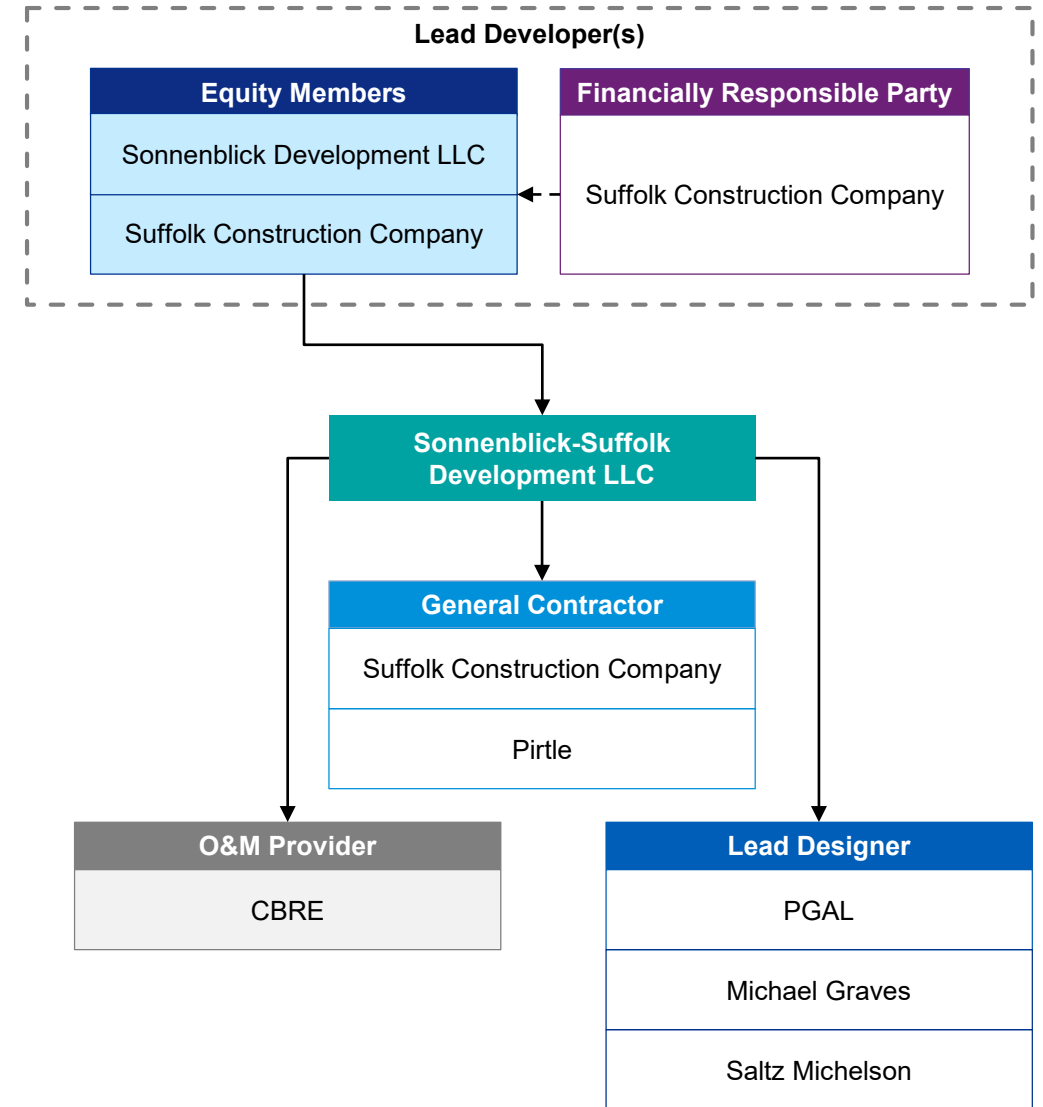 Lead Developer(s)
Equity Members
Sonnenblick Development LLC
Suffolk Construction Company
Financially Responsible Party
Suffolk Construction Company
Sonnenblick-Suffolk
Development LLC
General Contractor
Suffolk Construction Company
Pirtle
O&M Provider
CBRE
Lead Designer
PGAL
Michael Graves
Saltz Michelson